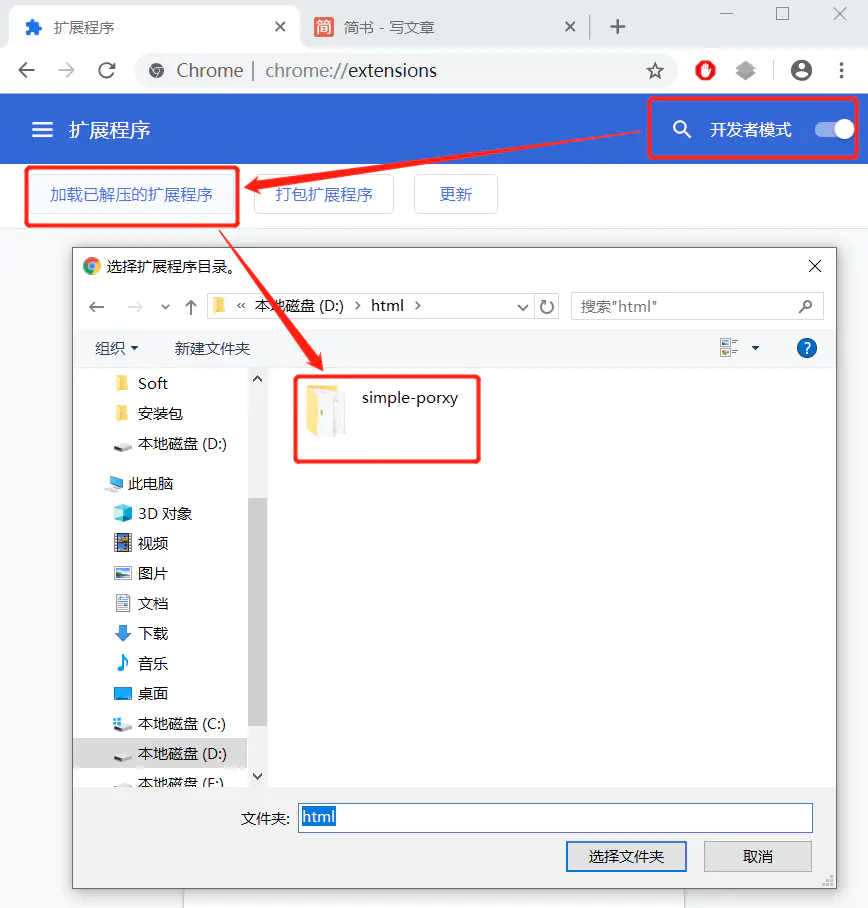 扩展程序
简 简书 - 写文章
Chrome | chrome://extensions
扩展程序
开发者模式
加载已解压的扩展程序
打包扩展程序
更新
选择扩展程序目录。
« 本地磁盘 (D:) > html >
搜索"html"
组织
新建文件夹
?
Soft
安装包
本地磁盘 (D:)
此电脑
3D 对象
视频
图片
文档
下载
音乐
桌面
本地磁盘 (C:)
本地磁盘 (D:)
本地磁盘 (E:)
simple-porxy
文件夹:
html
选择文件夹
取消